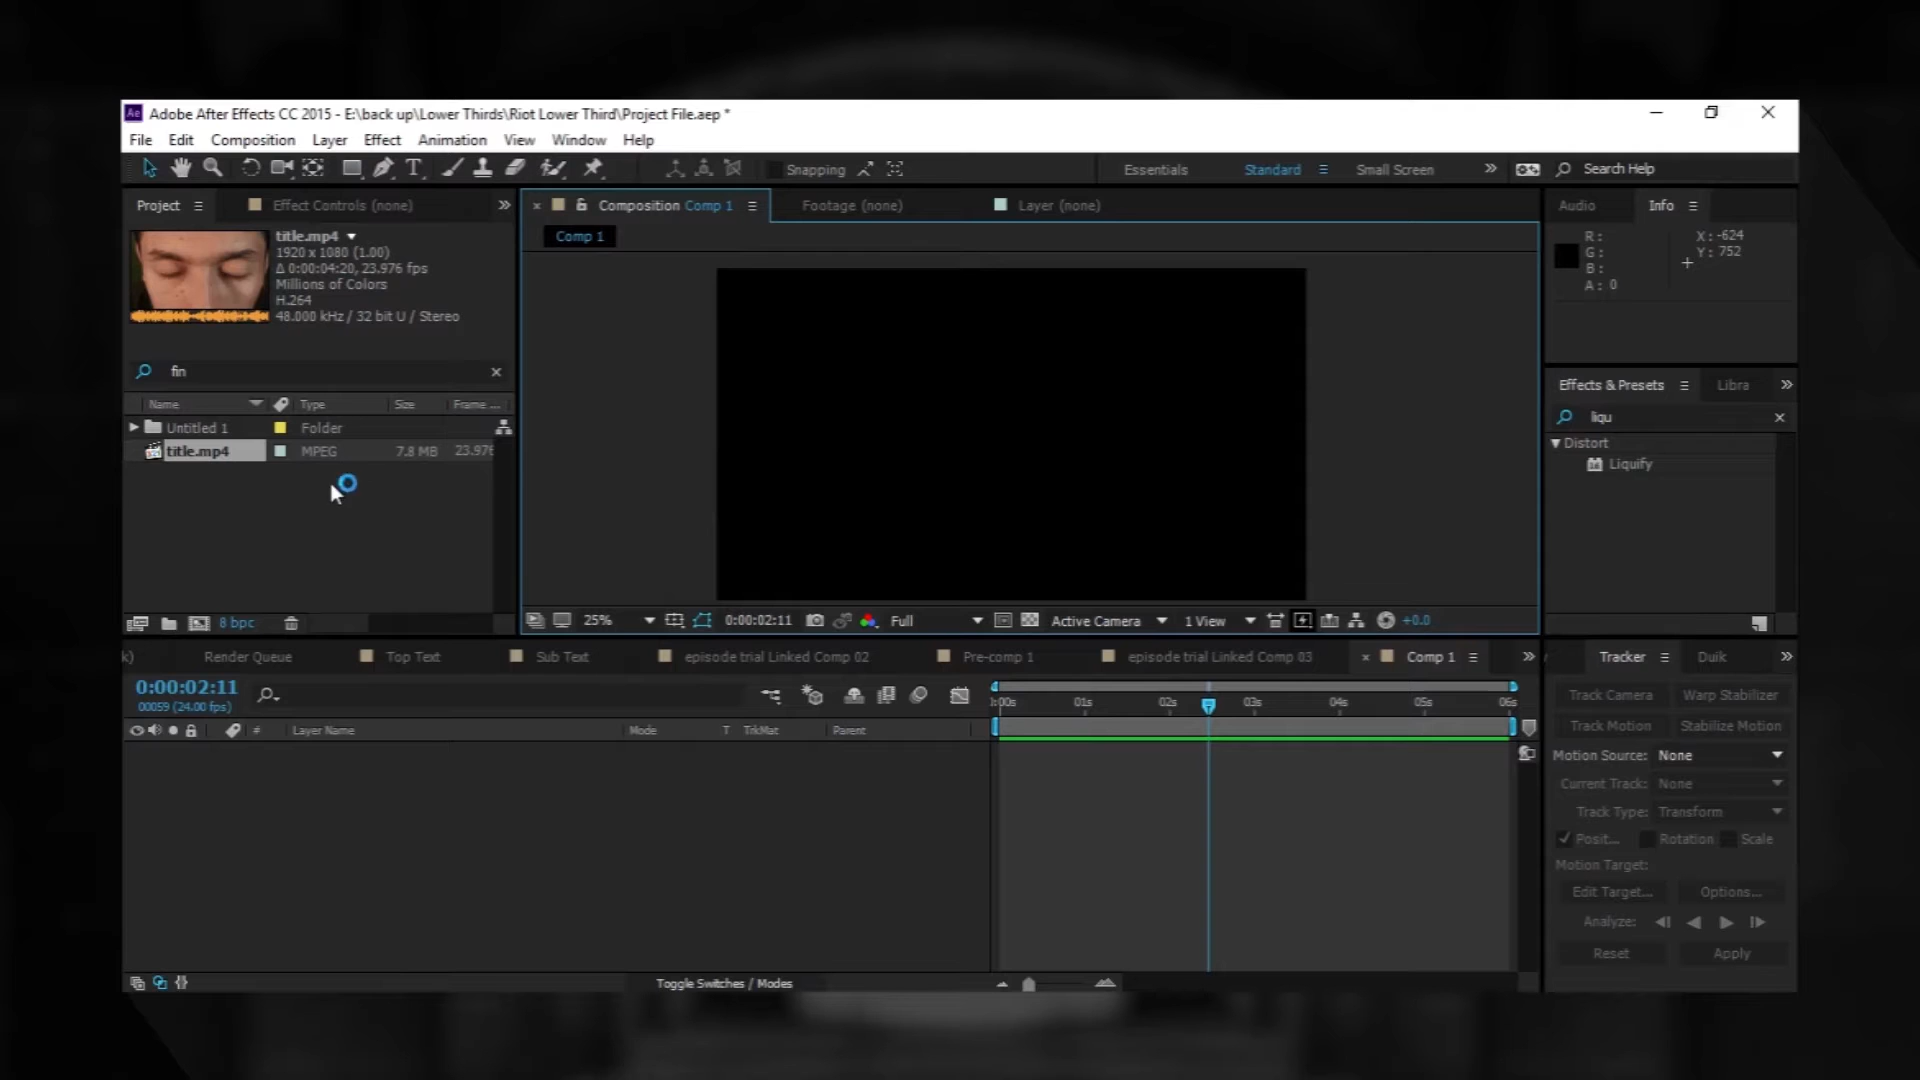 Adobe After Effects CC 2015 - E:\back up\Lower Thirds\Riot Lower Third\Project File.aep *
File Edit Composition Layer Effect Animation View Window Help
Snapping Essentials Standard Small Screen Search Help
Project Effect Controls (none) Composition Comp 1 Footage (none) Layer (none) Audio Info
Comp 1
title.mp4
1920 x 1080 (1.00)
Δ 0:00:04:20, 23.976 fps
Millions of Colors
H.264
48.000 kHz / 32 bit U / Stereo
R:
G:
B:
A: 0
X: -624
Y: 752
fin
Name Type Size Frame ...
Untitled 1 Folder
title.mp4 MPEG 7.8 MB 23.976
8 bpc
25% 0:00:02:11 Full Active Camera 1 View +0.0
Effects & Presets Libra
liqu
Distort
Liquify
k) Render Queue Top Text Sub Text episode trial Linked Comp 02 Pre-comp 1 episode trial Linked Comp 03 Comp 1
0:00:02:11
00059 (24.00 fps)
# Layer Name Mode T TrkMat Parent
:00s 01s 02s 03s 04s 05s 06s
Toggle Switches / Modes
Tracker Duik
Track Camera Warp Stabilizer
Track Motion Stabilize Motion
Motion Source: None
Current Track: None
Track Type: Transform
Posit... Rotation Scale
Motion Target:
Edit Target... Options...
Analyze:
Reset Apply